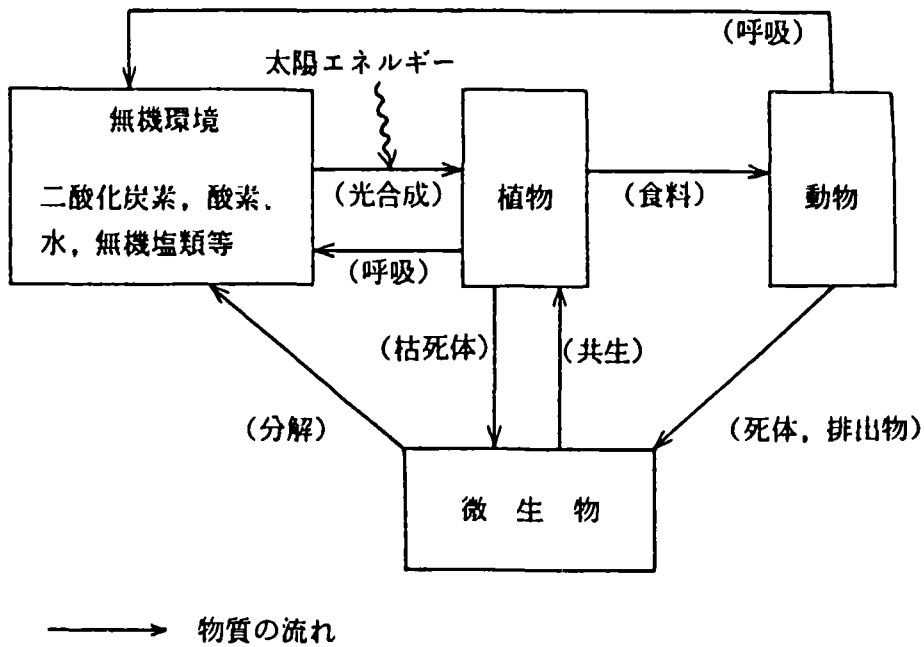 (呼吸)
太陽エネルギー
無機環境
二酸化炭素,酸素,
水,無機塩類等
(光合成)
植物
(食料)
動物
(呼吸)
(枯死体)
(共生)
(分解)
(死体,排出物)
微生物
物質の流れ